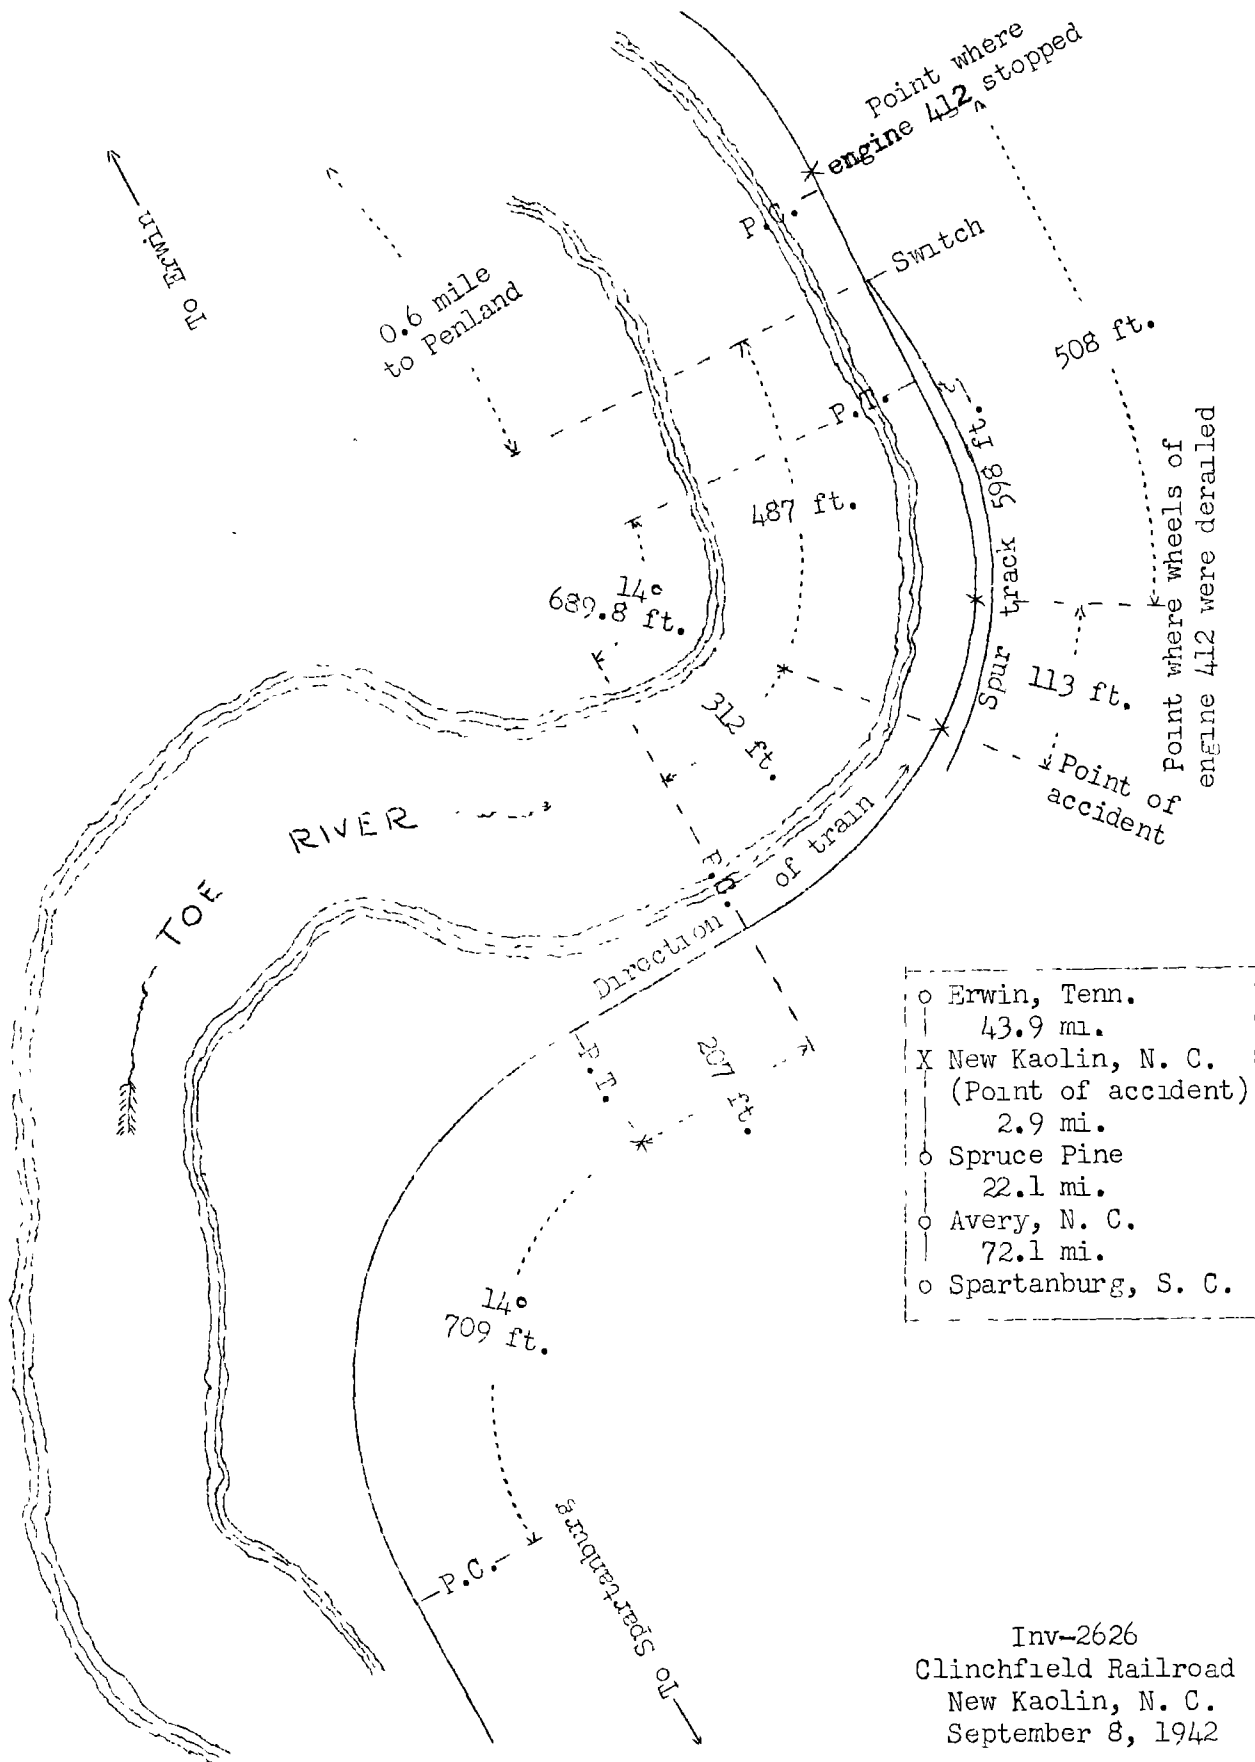 Point where
engine 412 stopped
P.C.
Switch
To Erwin
0.6 mile
to Penland
508 ft.
P.T.
487 ft.
Spur track 598 ft.
14°
689.8 ft.
Point where wheels of
engine 412 were derailed
113 ft.
312 ft.
Point of
accident
TOE RIVER
P.C.
Direction of train
P.T.
207 ft.
Erwin, Tenn.
43.9 mi.
X New Kaolin, N. C.
(Point of accident)
2.9 mi.
Spruce Pine
22.1 mi.
Avery, N. C.
72.1 mi.
Spartanburg, S. C.
14°
709 ft.
P.C.
To Spartanburg
Inv-2626
Clinchfield Railroad
New Kaolin, N. C.
September 8, 1942